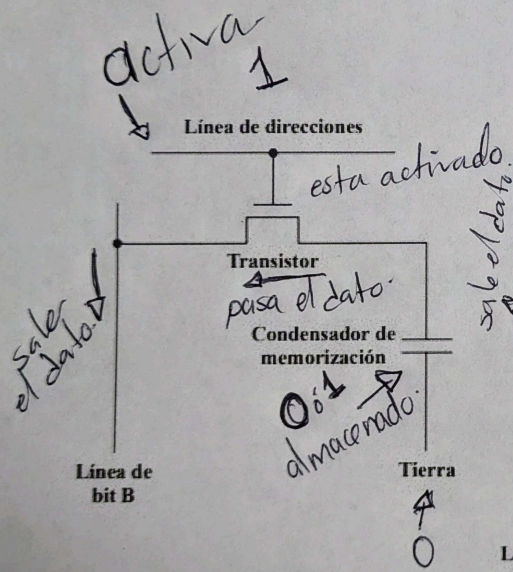 activa
1
Línea de direcciones
esta activado.
sale el dato.
Transistor
pasa el dato.
sale
el dato.
Condensador de
memorización
0 ó 1
almacenado.
Línea de
bit B
Tierra
0
L